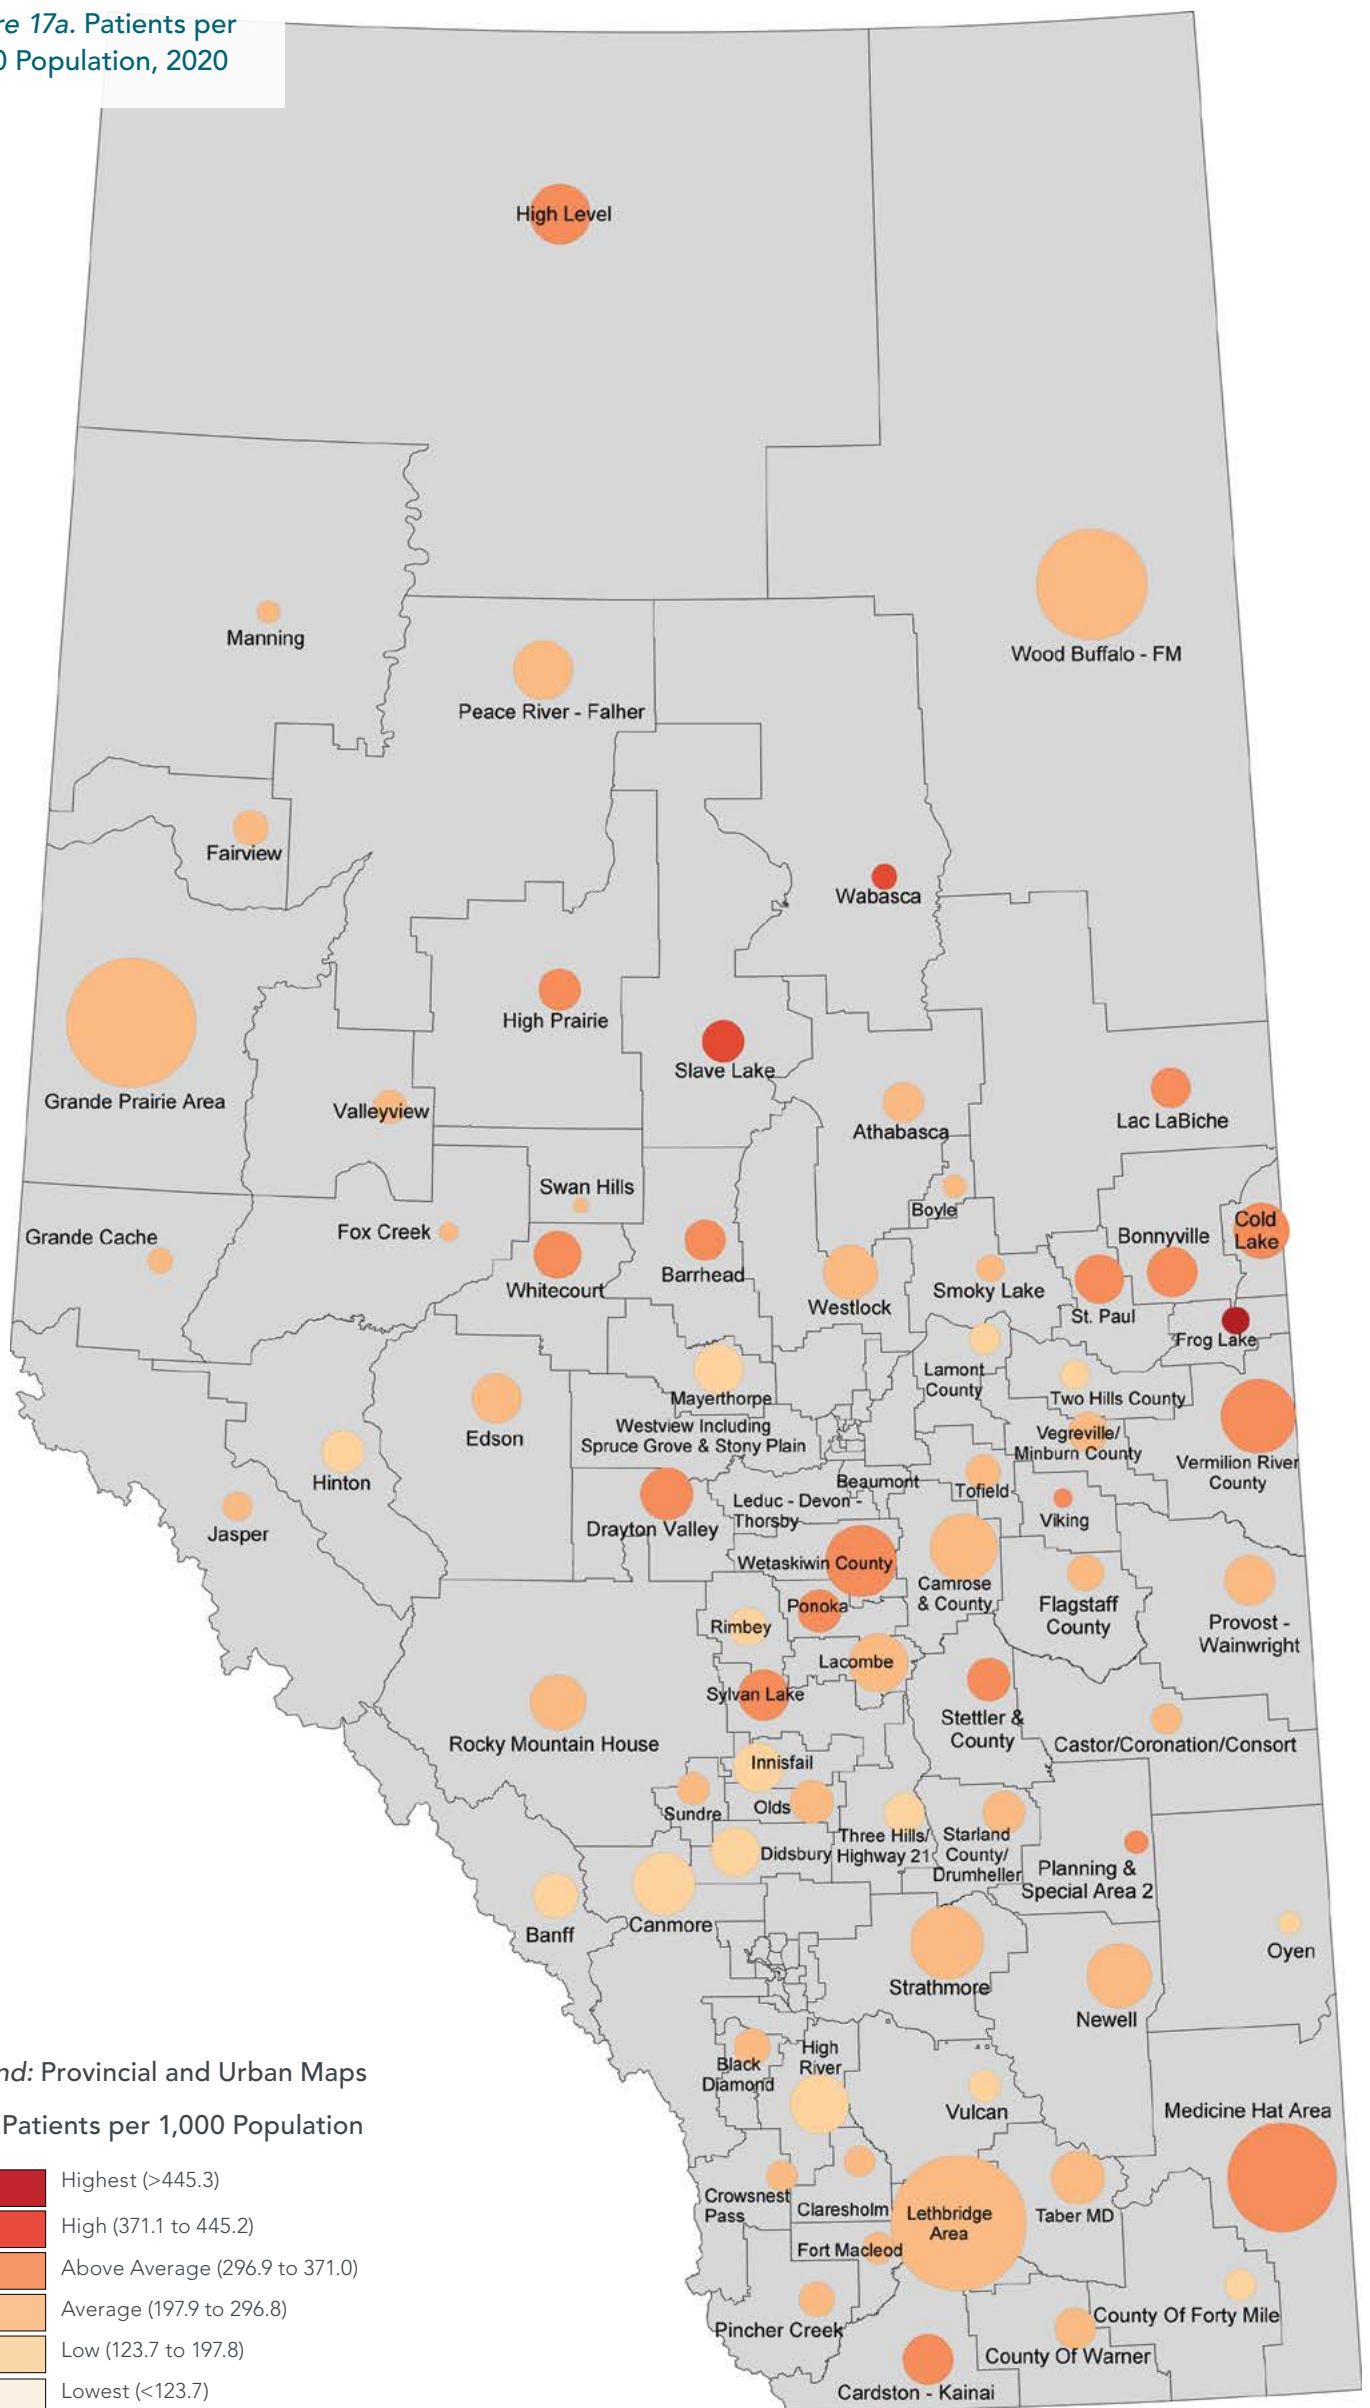 re 17a. Patients per
0 Population, 2020
High Level
Wood Buffalo - FM
Manning
Peace River - Falher
Fairview
Wabasca
High Prairie
Slave Lake
Grande Prairie Area
Valleyview
Athabasca
Lac LaBiche
Swan Hills
Boyle
Grande Cache
Fox Creek
Cold
Lake
Bonnyville
Whitecourt
Barrhead
Westlock
Smoky Lake
St. Paul
Frog Lake
Lamont
County
Mayerthorpe
Two Hills County
Edson
Westview Including
Spruce Grove & Stony Plain
Vegreville/
Minburn County
Vermilion River
County
Hinton
Beaumont
Tofield
Jasper
Drayton Valley
Leduc - Devon -
Thorsby
Viking
Wetaskiwin County
Camrose
& County
Ponoka
Flagstaff
County
Rimbey
Provost -
Wainwright
Lacombe
Sylvan Lake
Stettler &
County
Rocky Mountain House
Castor/Coronation/Consort
Innisfail
Sundre
Olds
Three Hills/
Highway 21
Starland
County/
Drumheller
Didsbury
Planning &
Special Area 2
Banff
Canmore
Oyen
Strathmore
Newell
Black
Diamond
High
River
Vulcan
Medicine Hat Area
Crowsnest
Pass
Claresholm
Lethbridge
Area
Taber MD
Fort Macleod
Pincher Creek
County Of Forty Mile
County Of Warner
Cardston - Kainai
nd: Provincial and Urban Maps
Patients per 1,000 Population
Highest (>445.3)
High (371.1 to 445.2)
Above Average (296.9 to 371.0)
Average (197.9 to 296.8)
Low (123.7 to 197.8)
Lowest (<123.7)